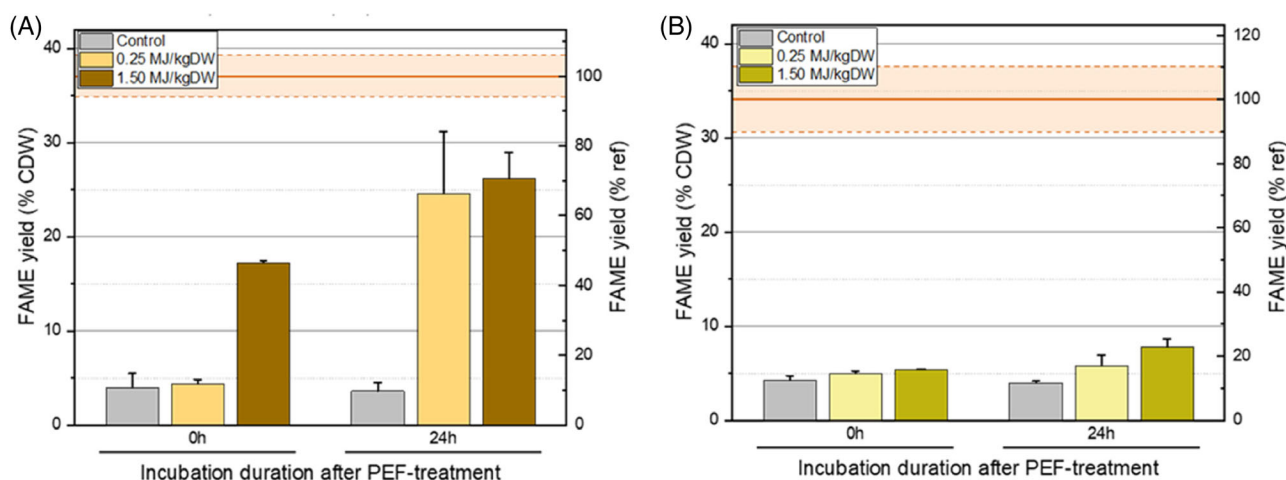 (A)
Control
0.25 MJ/kgDW
1.50 MJ/kgDW
FAME yield (% CDW)
40
30
20
10
0
FAME yield (% ref)
100
80
60
40
20
0
0h
24h
Incubation duration after PEF-treatment
(B)
Control
0.25 MJ/kgDW
1.50 MJ/kgDW
FAME yield (% CDW)
40
30
20
10
0
FAME yield (% ref)
120
100
80
60
40
20
0
0h
24h
Incubation duration after PEF-treatment